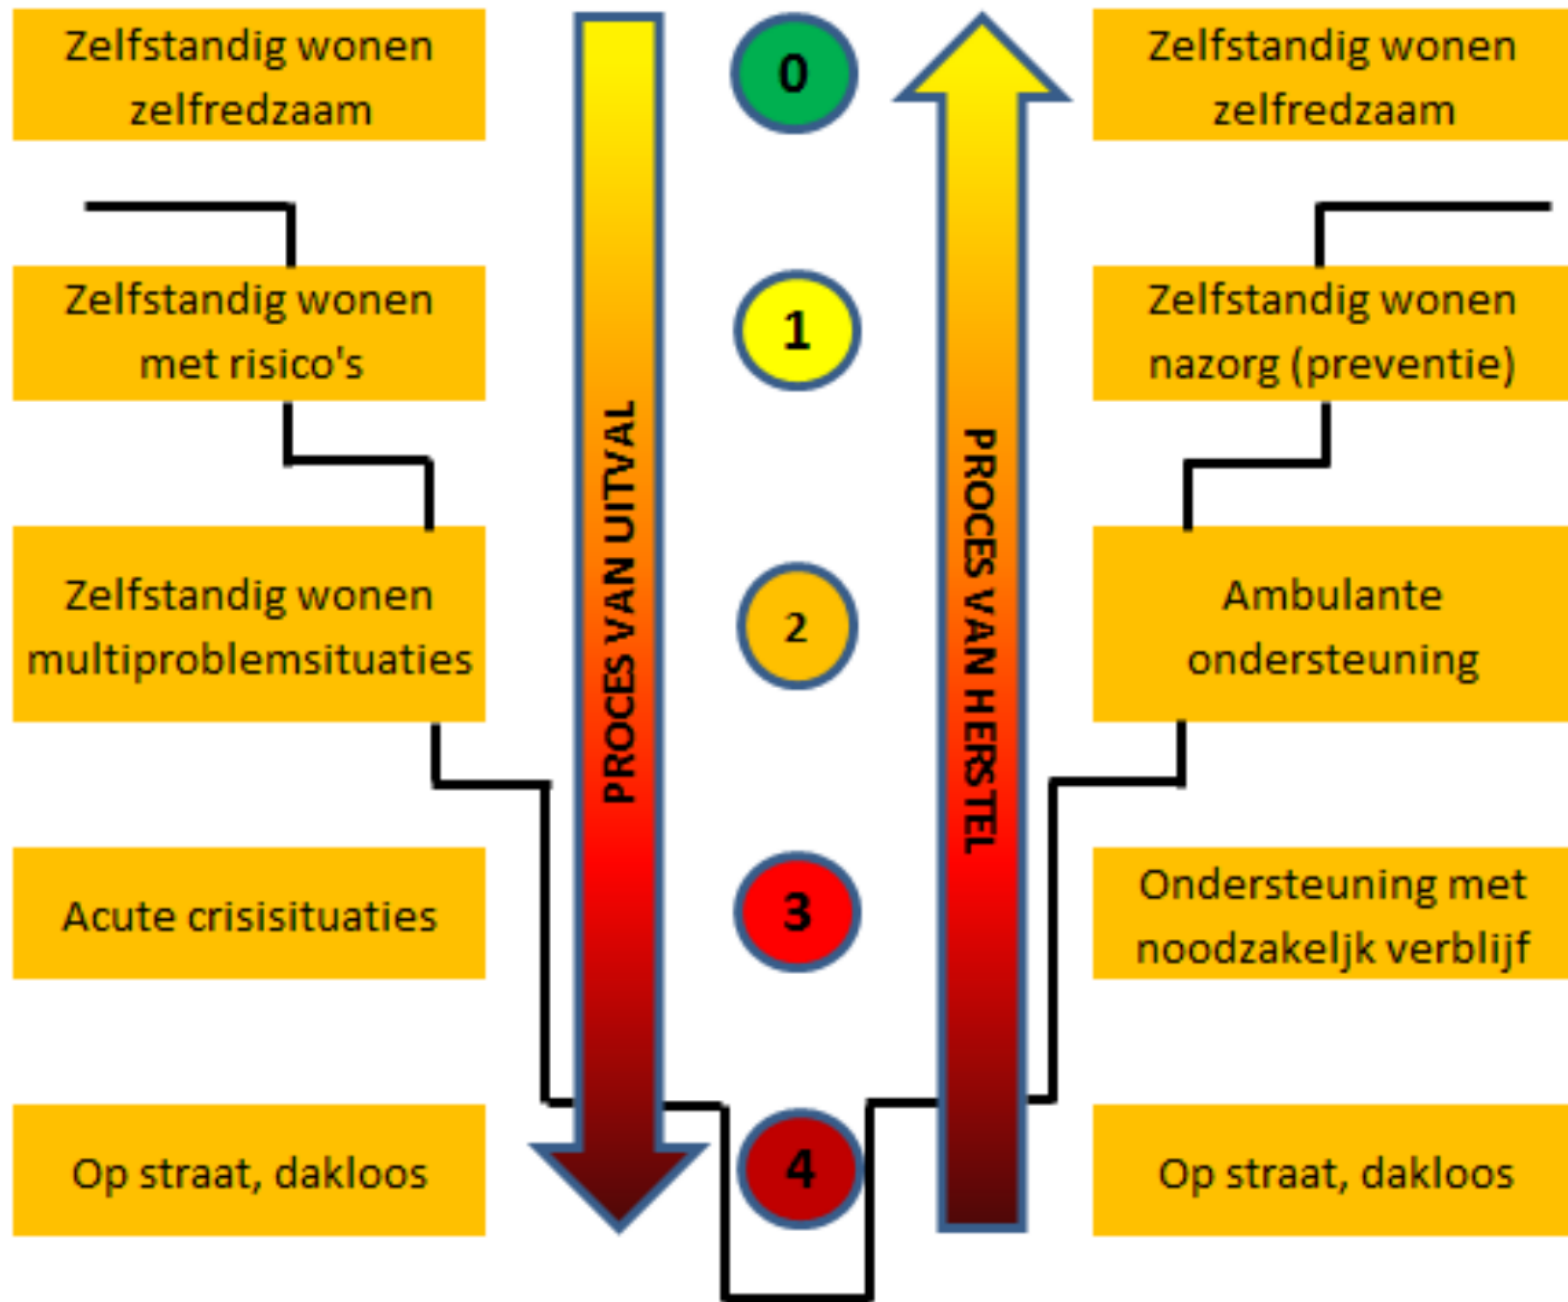 Zelfstandig wonen
zelfredzaam
0
Zelfstandig wonen
zelfredzaam
Zelfstandig wonen
met risico's
1
Zelfstandig wonen
nazorg (preventie)
PROCES VAN UITVAL
PROCES VAN HERSTEL
Zelfstandig wonen
multiproblemsituaties
2
Ambulante
ondersteuning
Acute crisisituaties
3
Ondersteuning met
noodzakeljk verblijf
Op straat, dakloos
4
Op straat, dakloos